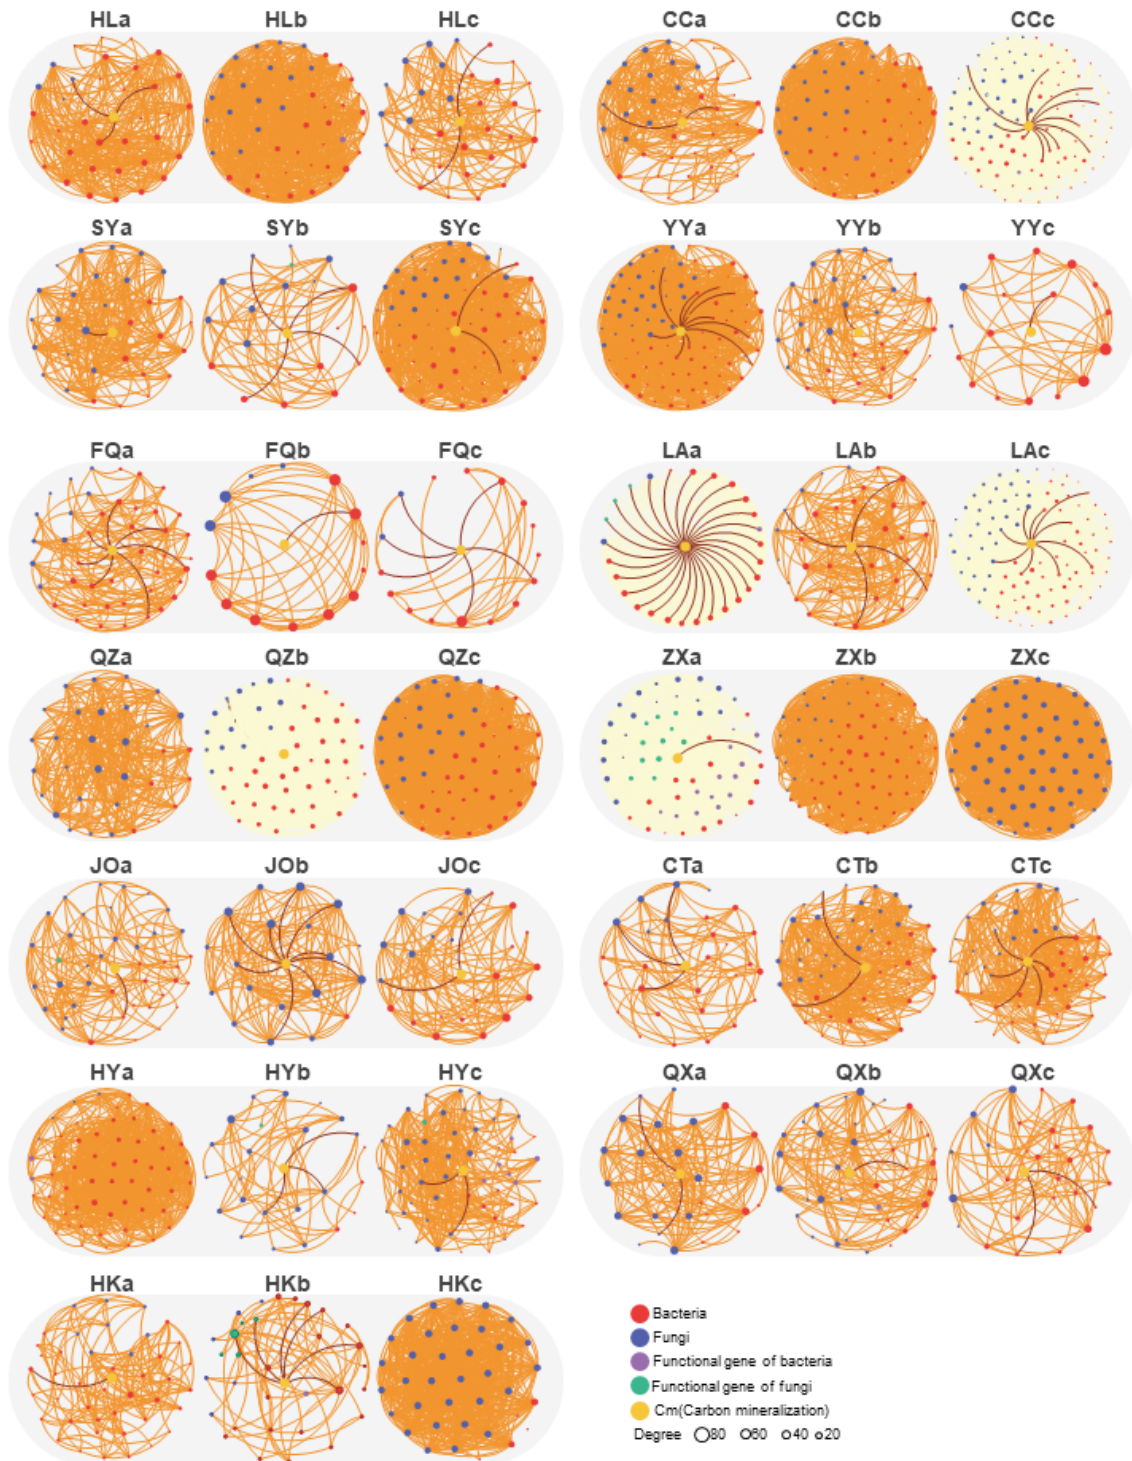 HLa HLb HLc CCa CCb CCc
SYa SYb SYc YYa YYb YYc
FQa FQb FQc LAa LAb LAc
QZa QZb QZc ZXa ZXb ZXc
JOa JOb JOc CTa CTb CTc
HYa HYb HYc QXa QXb QXc
HKa HKb HKc
Bacteria
Fungi
Functional gene of bacteria
Functional gene of fungi
Cm(Carbon mineralization)
Degree 80 60 40 20